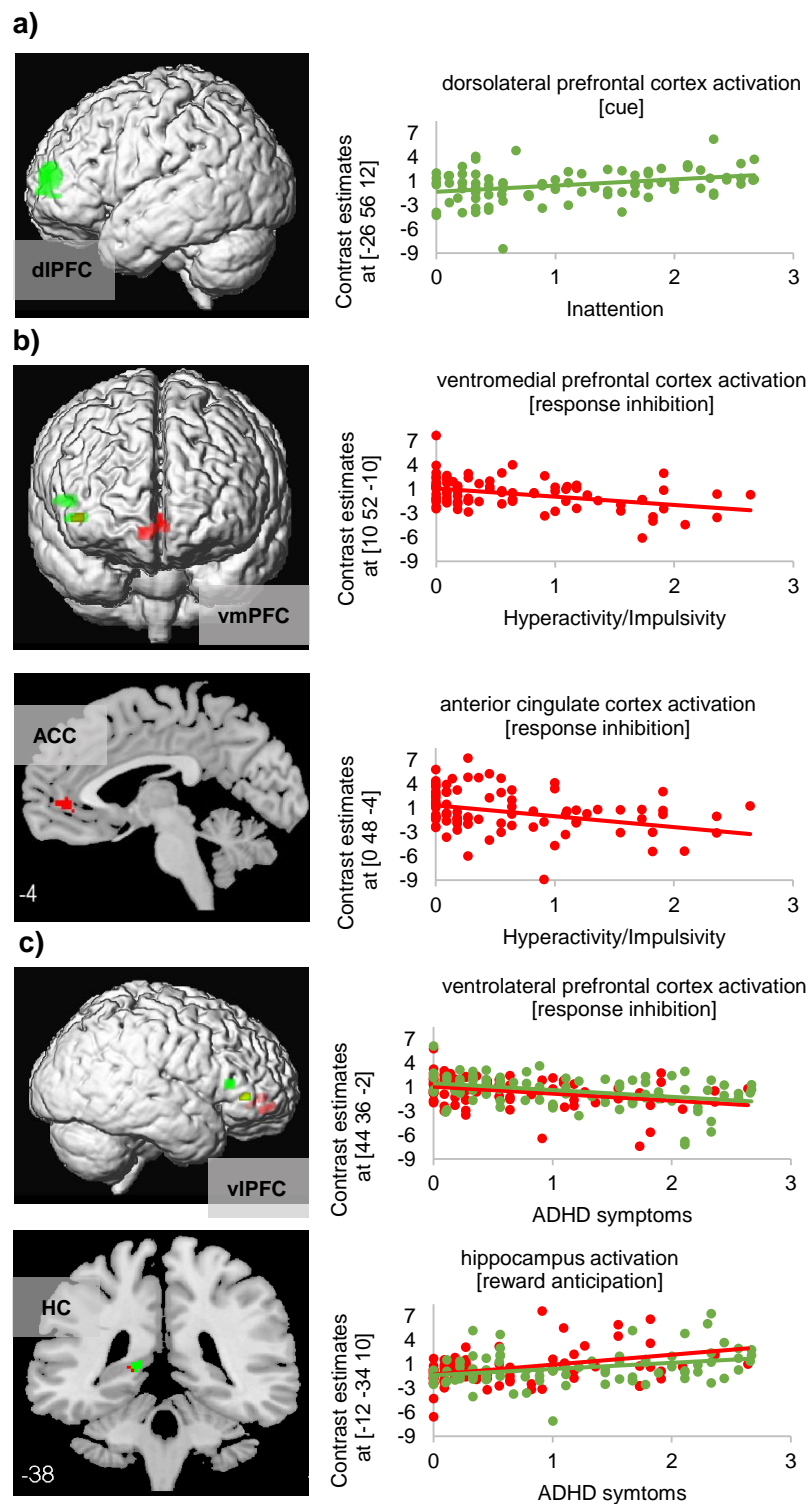 a)
dlPFC
dorsolateral prefrontal cortex activation
[cue]
Contrast estimates
at [-26 56 12]
7
4
1
-3
-6
-9
0
1
2
3
Inattention
b)
vmPFC
ventromedial prefrontal cortex activation
[response inhibition]
Contrast estimates
at [10 52 -10]
7
4
1
-3
-6
-9
0
1
2
3
Hyperactivity/Impulsivity
ACC
-4
anterior cingulate cortex activation
[response inhibition]
Contrast estimates
at [0 48 -4]
7
4
1
-3
-6
-9
0
1
2
3
Hyperactivity/Impulsivity
c)
vlPFC
ventrolateral prefrontal cortex activation
[response inhibition]
Contrast estimates
at [44 36 -2]
7
4
1
-3
-6
-9
0
1
2
3
ADHD symptoms
HC
-38
hippocampus activation
[reward anticipation]
Contrast estimates
at [-12 -34 10]
7
4
1
-3
-6
-9
0
1
2
3
ADHD symtoms